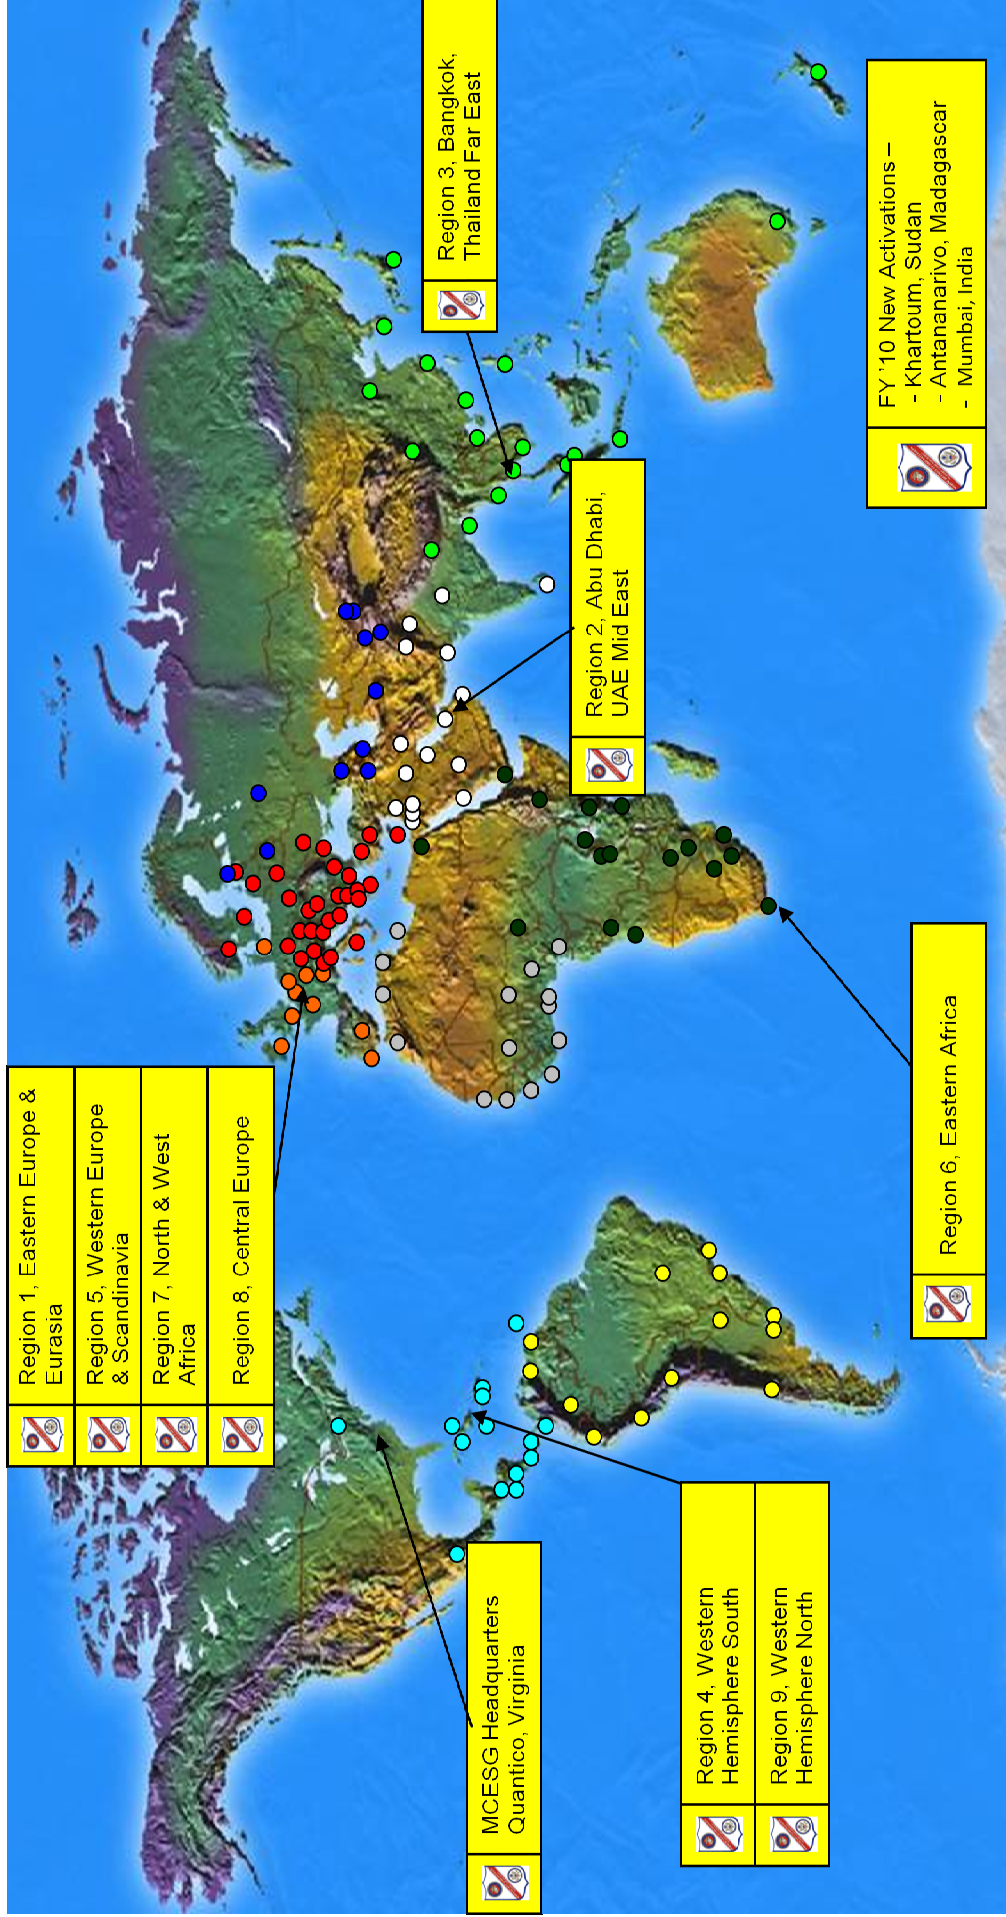 Region 1, Eastern Europe &
Eurasia
Region 5, Western Europe
& Scandinavia
Region 7, North & West
Africa
Region 8, Central Europe
MCESG Headquarters
Quantico, Virginia
Region 4, Western
Hemisphere South
Region 9, Western
Hemisphere North
Region 6, Eastern Africa
Region 2, Abu Dhabi,
UAE Mid East
Region 3, Bangkok,
Thailand Far East
FY '10 New Activations –
- Khartoum, Sudan
- Antananarivo, Madagascar
- Mumbai, India